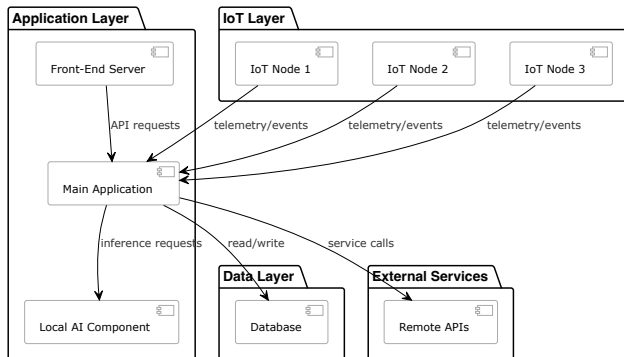 Application Layer
IoT Layer
Front-End Server
IoT Node 1
IoT Node 2
IoT Node 3
API requests
telemetry/events
telemetry/events
telemetry/events
Main Application
inference requests
read/write
service calls
Data Layer
External Services
Local AI Component
Database
Remote APIs